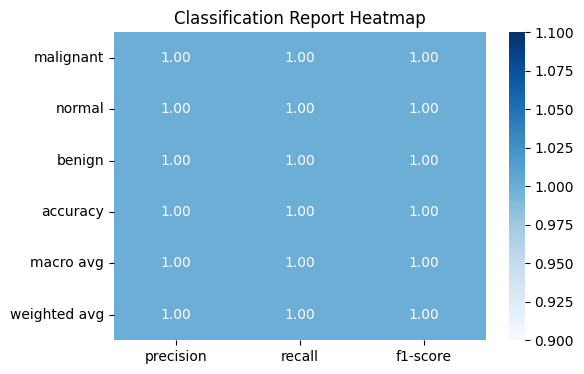 Classification Report Heatmap
malignant 1.00 1.00 1.00
normal 1.00 1.00 1.00
benign 1.00 1.00 1.00
accuracy 1.00 1.00 1.00
macro avg 1.00 1.00 1.00
weighted avg 1.00 1.00 1.00
precision recall f1-score
1.100
1.075
1.050
1.025
1.000
0.975
0.950
0.925
0.900